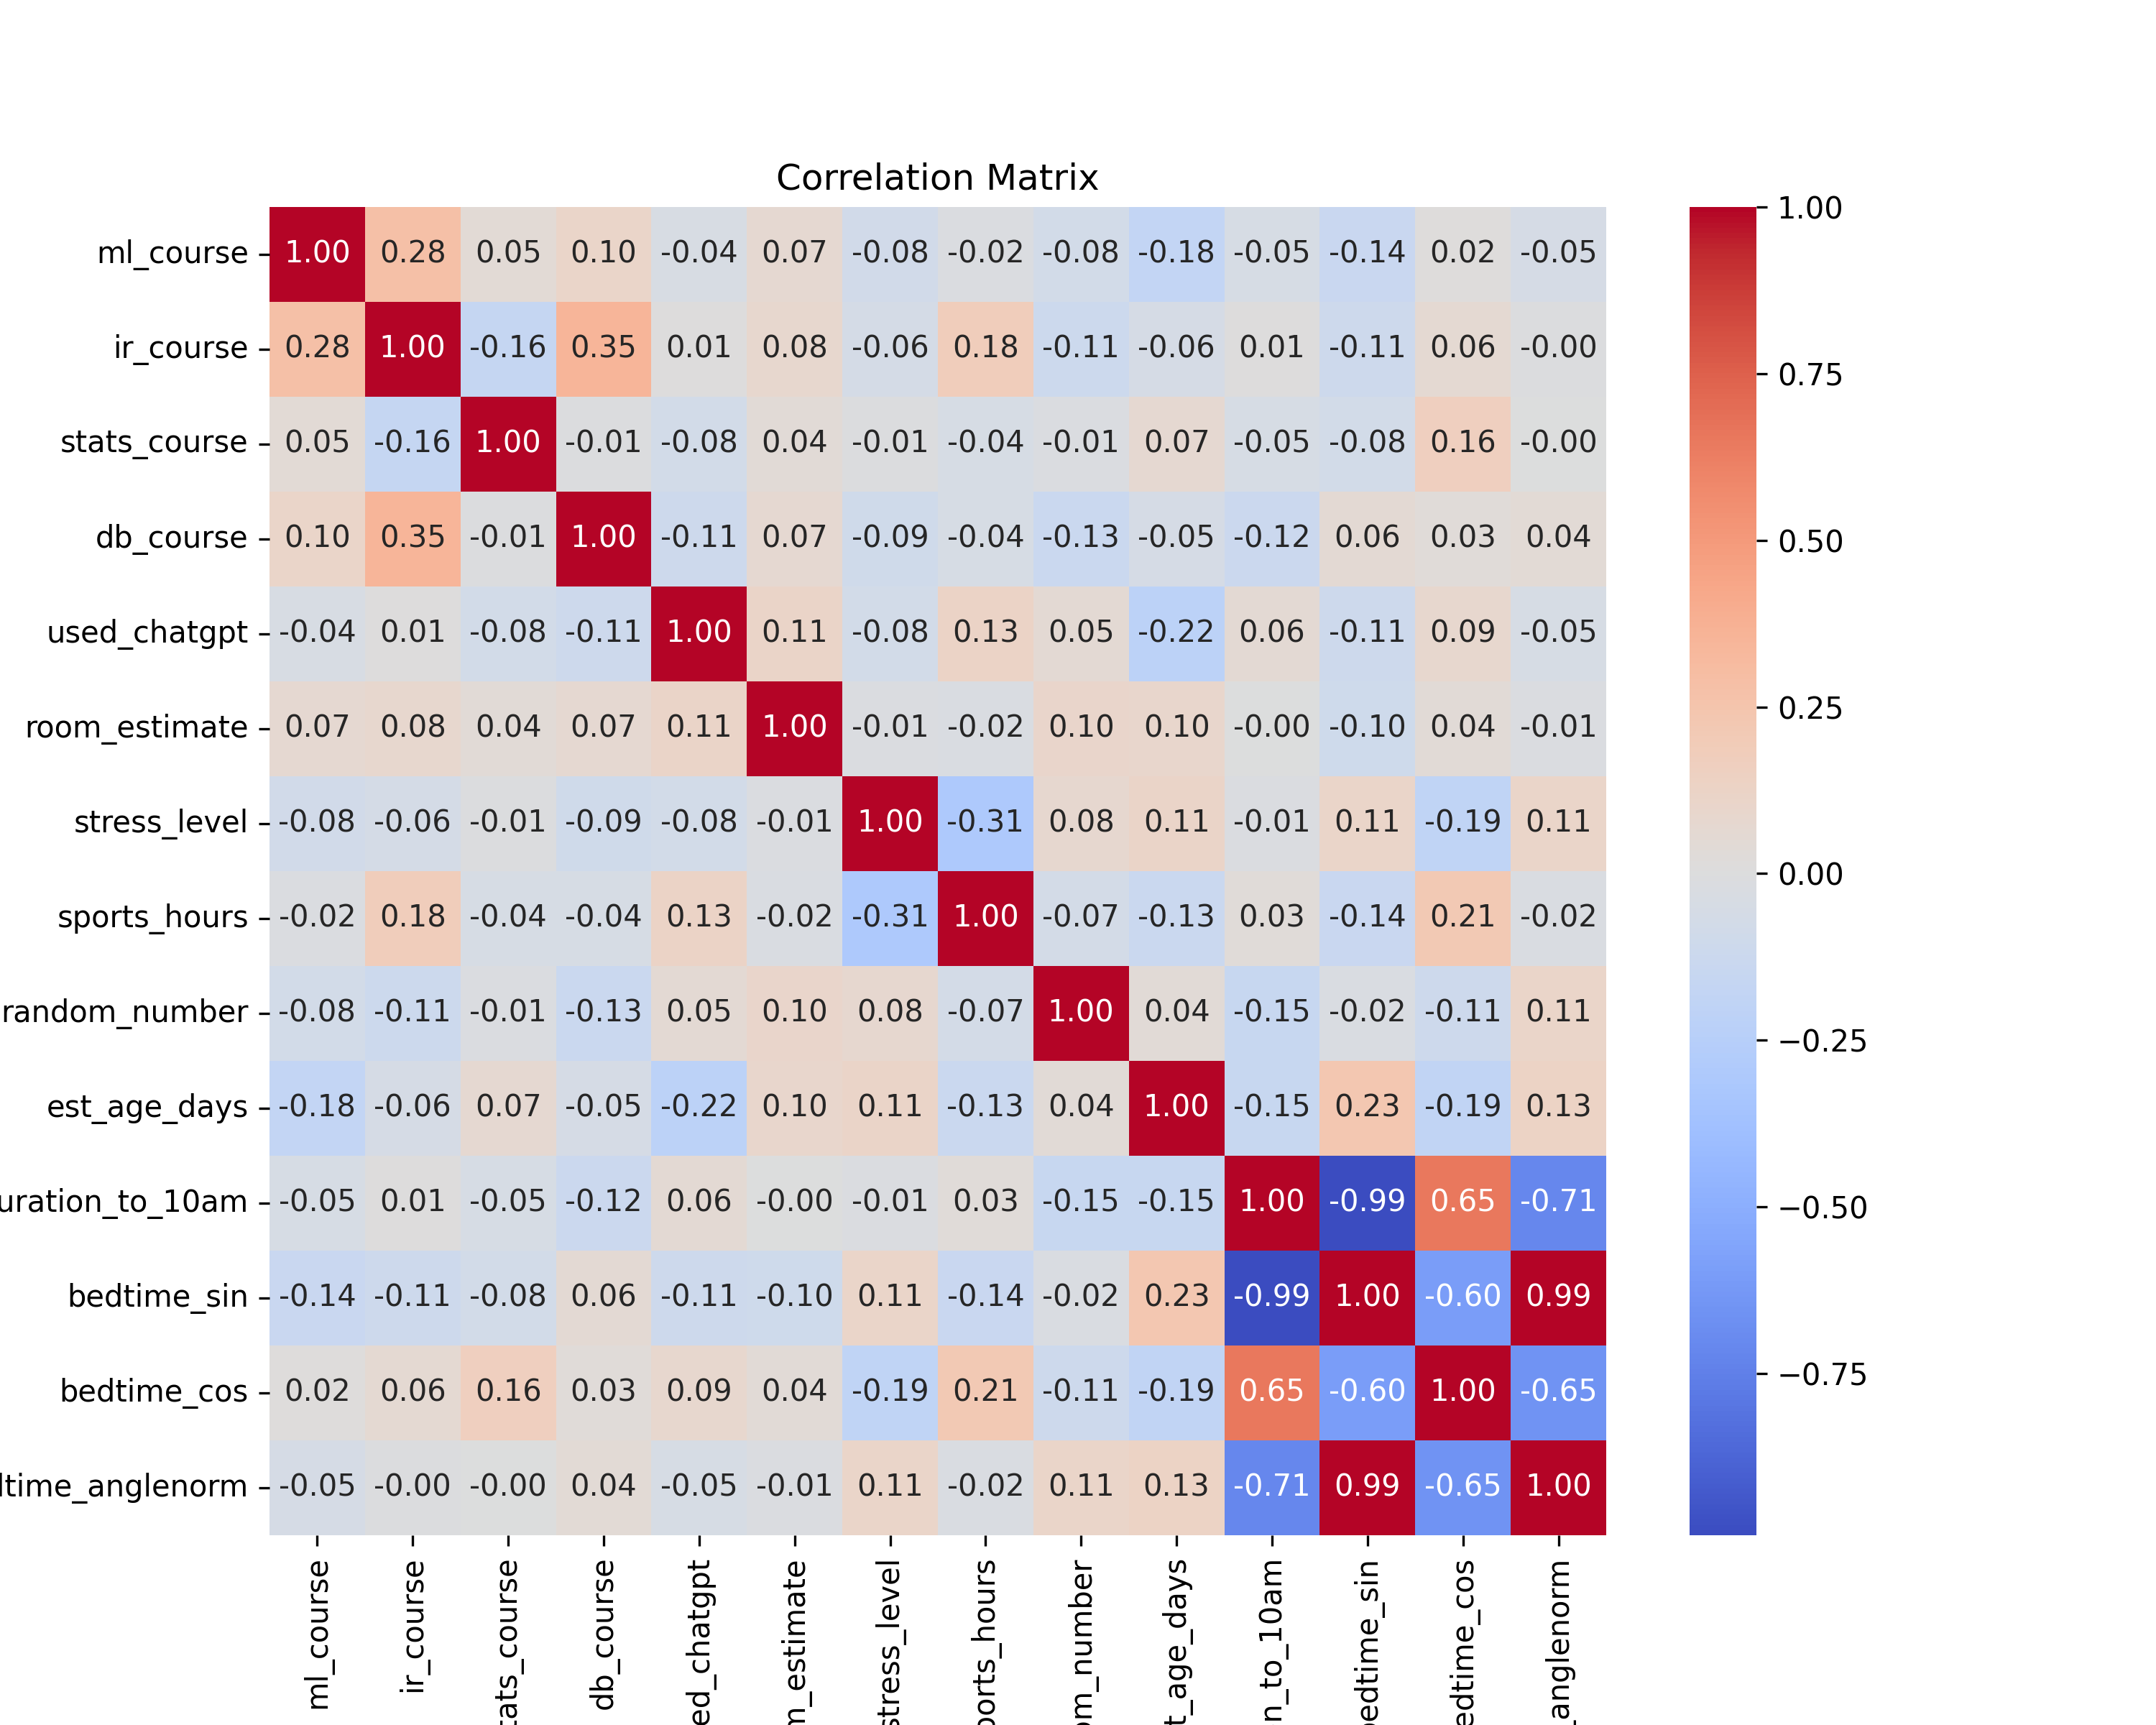 Correlation Matrix
ml_course 1.00 0.28 0.05 0.10 -0.04 0.07 -0.08 -0.02 -0.08 -0.18 -0.05 -0.14 0.02 -0.05
ir_course 0.28 1.00 -0.16 0.35 0.01 0.08 -0.06 0.18 -0.11 -0.06 0.01 -0.11 0.06 -0.00
stats_course 0.05 -0.16 1.00 -0.01 -0.08 0.04 -0.01 -0.04 -0.01 0.07 -0.05 -0.08 0.16 -0.00
db_course 0.10 0.35 -0.01 1.00 -0.11 0.07 -0.09 -0.04 -0.13 -0.05 -0.12 0.06 0.03 0.04
used_chatgpt -0.04 0.01 -0.08 -0.11 1.00 0.11 -0.08 0.13 0.05 -0.22 0.06 -0.11 0.09 -0.05
room_estimate 0.07 0.08 0.04 0.07 0.11 1.00 -0.01 -0.02 0.10 0.10 -0.00 -0.10 0.04 -0.01
stress_level -0.08 -0.06 -0.01 -0.09 -0.08 -0.01 1.00 -0.31 0.08 0.11 -0.01 0.11 -0.19 0.11
sports_hours -0.02 0.18 -0.04 -0.04 0.13 -0.02 -0.31 1.00 -0.07 -0.13 0.03 -0.14 0.21 -0.02
random_number -0.08 -0.11 -0.01 -0.13 0.05 0.10 0.08 -0.07 1.00 0.04 -0.15 -0.02 -0.11 0.11
est_age_days -0.18 -0.06 0.07 -0.05 -0.22 0.10 0.11 -0.13 0.04 1.00 -0.15 0.23 -0.19 0.13
uration_to_10am -0.05 0.01 -0.05 -0.12 0.06 -0.00 -0.01 0.03 -0.15 -0.15 1.00 -0.99 0.65 -0.71
bedtime_sin -0.14 -0.11 -0.08 0.06 -0.11 -0.10 0.11 -0.14 -0.02 0.23 -0.99 1.00 -0.60 0.99
bedtime_cos 0.02 0.06 0.16 0.03 0.09 0.04 -0.19 0.21 -0.11 -0.19 0.65 -0.60 1.00 -0.65
dtime_anglenorm -0.05 -0.00 -0.00 0.04 -0.05 -0.01 0.11 -0.02 0.11 0.13 -0.71 0.99 -0.65 1.00
ml_course
ir_course
tats_course
db_course
ed_chatgpt
m_estimate
stress_level
ports_hours
om_number
t_age_days
n_to_10am
bedtime_sin
edtime_cos
_anglenorm
1.00
0.75
0.50
0.25
0.00
−0.25
−0.50
−0.75